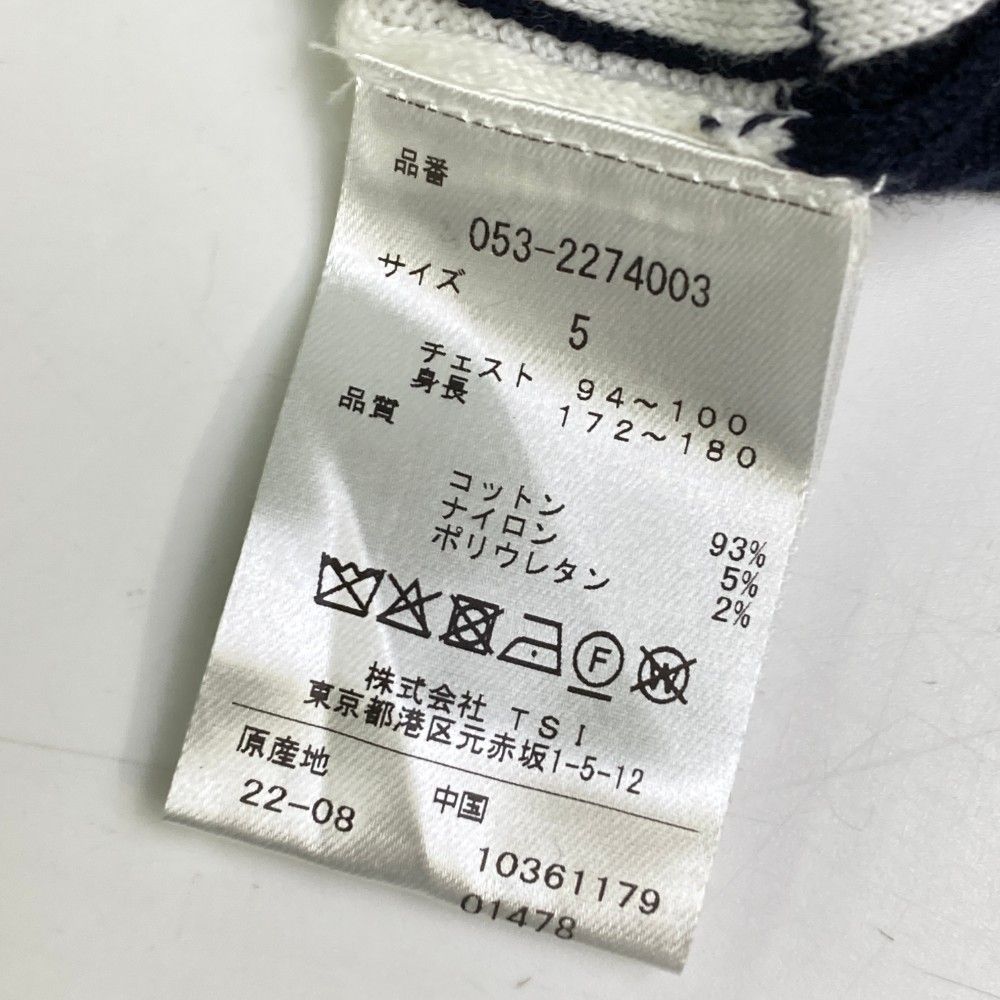 品番
053-2274003
サイズ
5
チェスト 94～100
身長 172～180
品質
コットン 93%
ナイロン 5%
ポリウレタン 2%
F W
株式会社 TSI
東京都港区元赤坂1-5-12
原産地 中国
22-08 10361179
01478